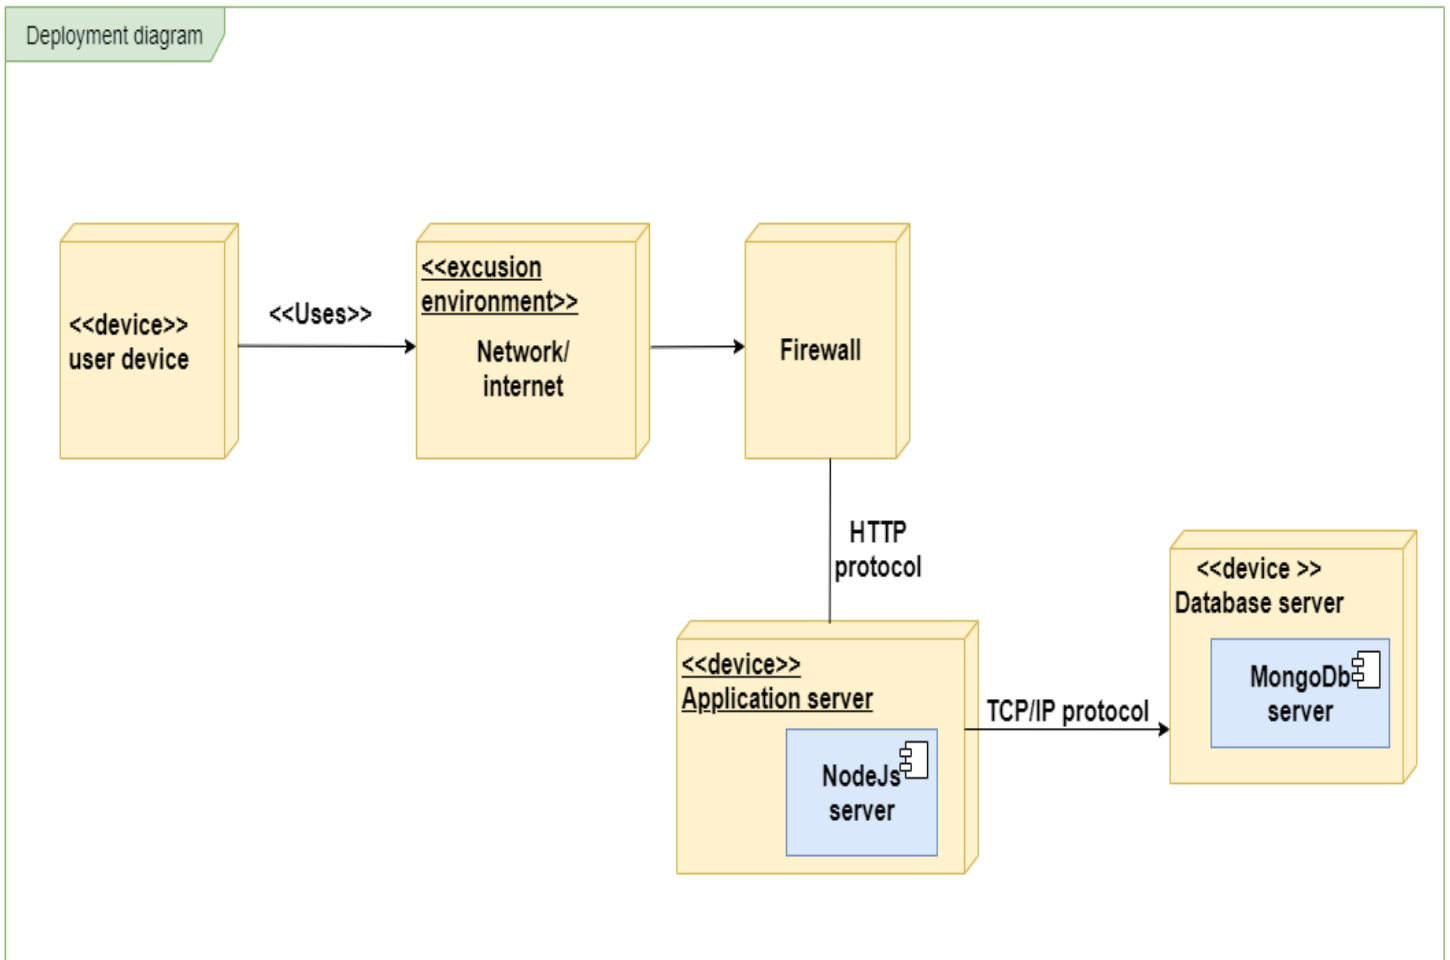 Deployment diagram
<<device>>
user device
<<Uses>>
<<excusion
environment>>
Network/
internet
Firewall
HTTP
protocol
<<device>>
Application server
NodeJs
server
TCP/IP protocol
<<device >>
Database server
MongoDb
server